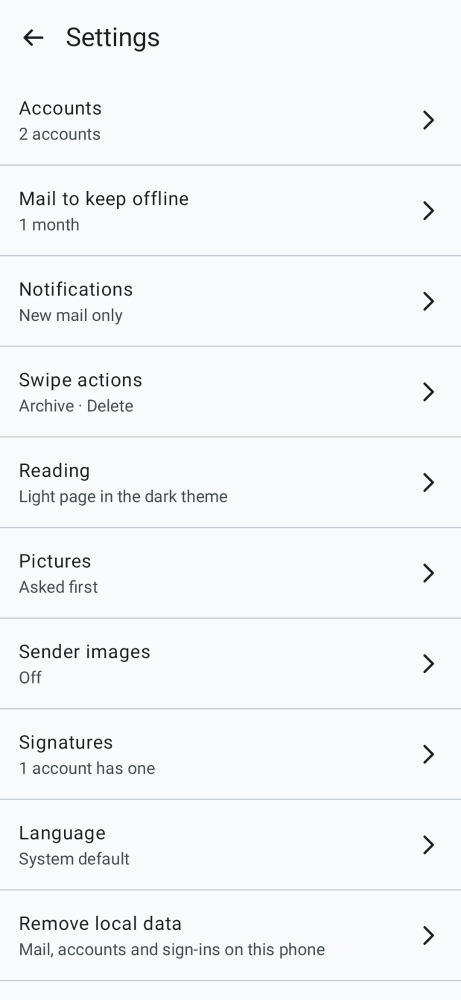 Settings
Accounts
2 accounts
Mail to keep offline
1 month
Notifications
New mail only
Swipe actions
Archive · Delete
Reading
Light page in the dark theme
Pictures
Asked first
Sender images
Off
Signatures
1 account has one
Language
System default
Remove local data
Mail, accounts and sign-ins on this phone